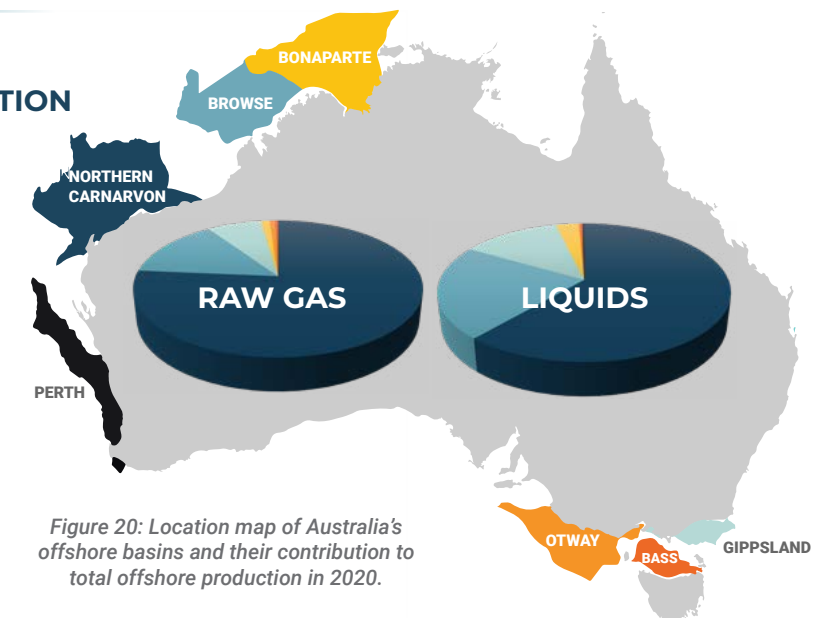 TION
BONAPARTE
BROWSE
NORTHERN
CARNARVON
RAW GAS
LIQUIDS
PERTH
OTWAY
BASS
GIPPSLAND
Figure 20: Location map of Australia's
offshore basins and their contribution to
total offshore production in 2020.